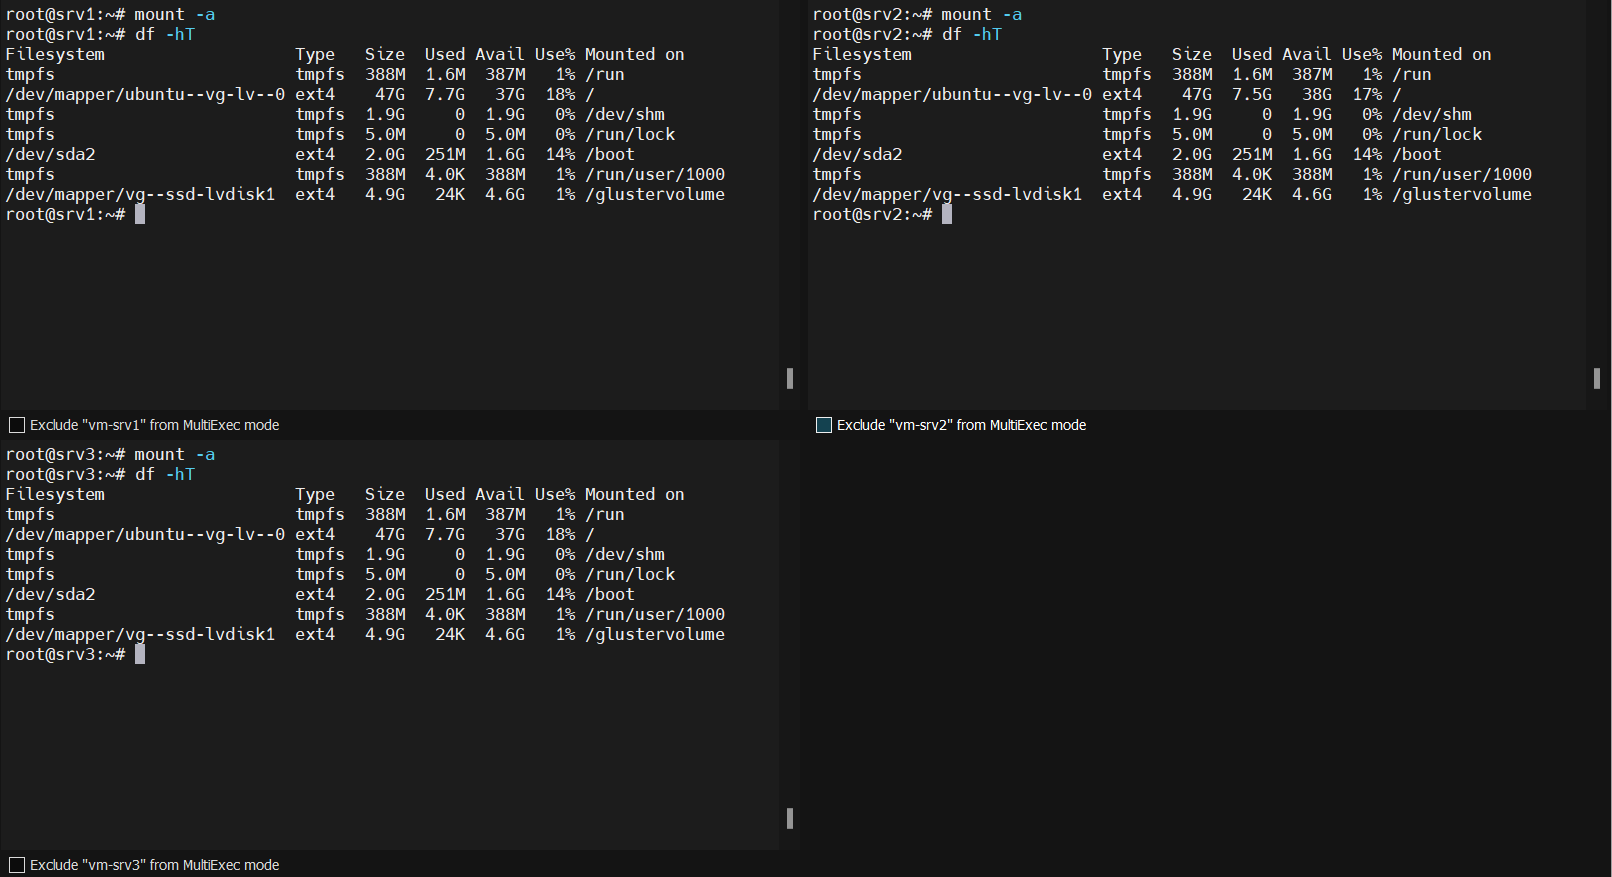 root@srv1:~# mount -a
root@srv1:~# df -hT
Filesystem                   Type   Size  Used Avail Use% Mounted on
tmpfs                        tmpfs  388M  1.6M  387M   1% /run
/dev/mapper/ubuntu--vg-lv--0 ext4    47G  7.7G   37G  18% /
tmpfs                        tmpfs  1.9G     0  1.9G   0% /dev/shm
tmpfs                        tmpfs  5.0M     0  5.0M   0% /run/lock
/dev/sda2                    ext4   2.0G  251M  1.6G  14% /boot
tmpfs                        tmpfs  388M  4.0K  388M   1% /run/user/1000
/dev/mapper/vg--ssd-lvdisk1  ext4   4.9G   24K  4.6G   1% /glustervolume
root@srv1:~#
Exclude "vm-srv1" from MultiExec mode
root@srv2:~# mount -a
root@srv2:~# df -hT
Filesystem                   Type   Size  Used Avail Use% Mounted on
tmpfs                        tmpfs  388M  1.6M  387M   1% /run
/dev/mapper/ubuntu--vg-lv--0 ext4    47G  7.5G   38G  17% /
tmpfs                        tmpfs  1.9G     0  1.9G   0% /dev/shm
tmpfs                        tmpfs  5.0M     0  5.0M   0% /run/lock
/dev/sda2                    ext4   2.0G  251M  1.6G  14% /boot
tmpfs                        tmpfs  388M  4.0K  388M   1% /run/user/1000
/dev/mapper/vg--ssd-lvdisk1  ext4   4.9G   24K  4.6G   1% /glustervolume
root@srv2:~#
Exclude "vm-srv2" from MultiExec mode
root@srv3:~# mount -a
root@srv3:~# df -hT
Filesystem                   Type   Size  Used Avail Use% Mounted on
tmpfs                        tmpfs  388M  1.6M  387M   1% /run
/dev/mapper/ubuntu--vg-lv--0 ext4    47G  7.7G   37G  18% /
tmpfs                        tmpfs  1.9G     0  1.9G   0% /dev/shm
tmpfs                        tmpfs  5.0M     0  5.0M   0% /run/lock
/dev/sda2                    ext4   2.0G  251M  1.6G  14% /boot
tmpfs                        tmpfs  388M  4.0K  388M   1% /run/user/1000
/dev/mapper/vg--ssd-lvdisk1  ext4   4.9G   24K  4.6G   1% /glustervolume
root@srv3:~#
Exclude "vm-srv3" from MultiExec mode